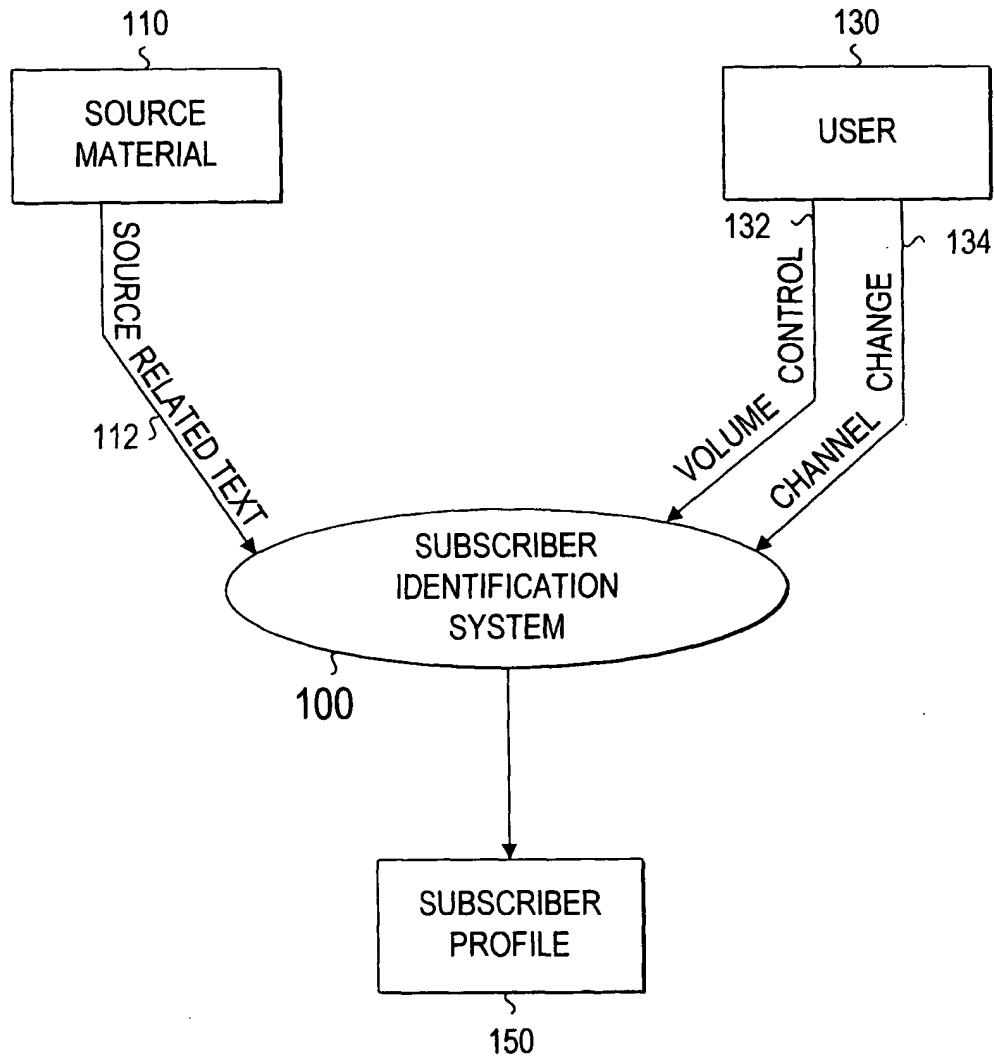 110
SOURCE
MATERIAL
130
USER
SOURCE RELATED TEXT
112
132
VOLUME CONTROL
134
CHANNEL CHANGE
SUBSCRIBER
IDENTIFICATION
SYSTEM
100
SUBSCRIBER
PROFILE
150